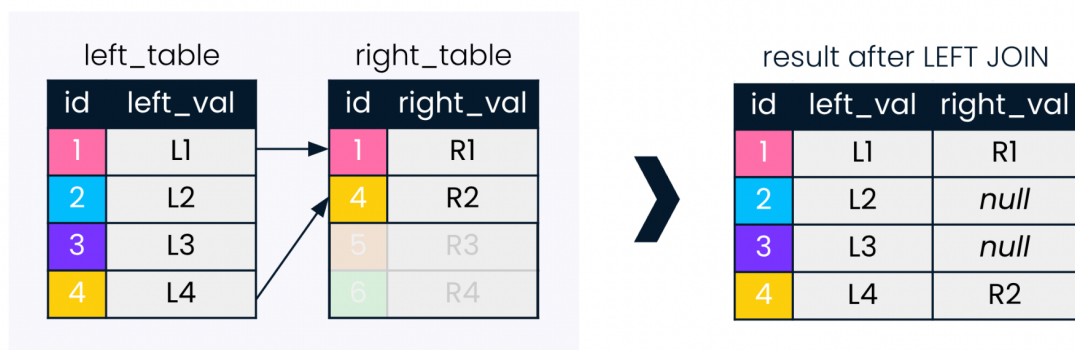 left_table
id left_val
1 L1
2 L2
3 L3
4 L4
right_table
id right_val
1 R1
4 R2
5 R3
6 R4
result after LEFT JOIN
id left_val right_val
1 L1 R1
2 L2 null
3 L3 null
4 L4 R2